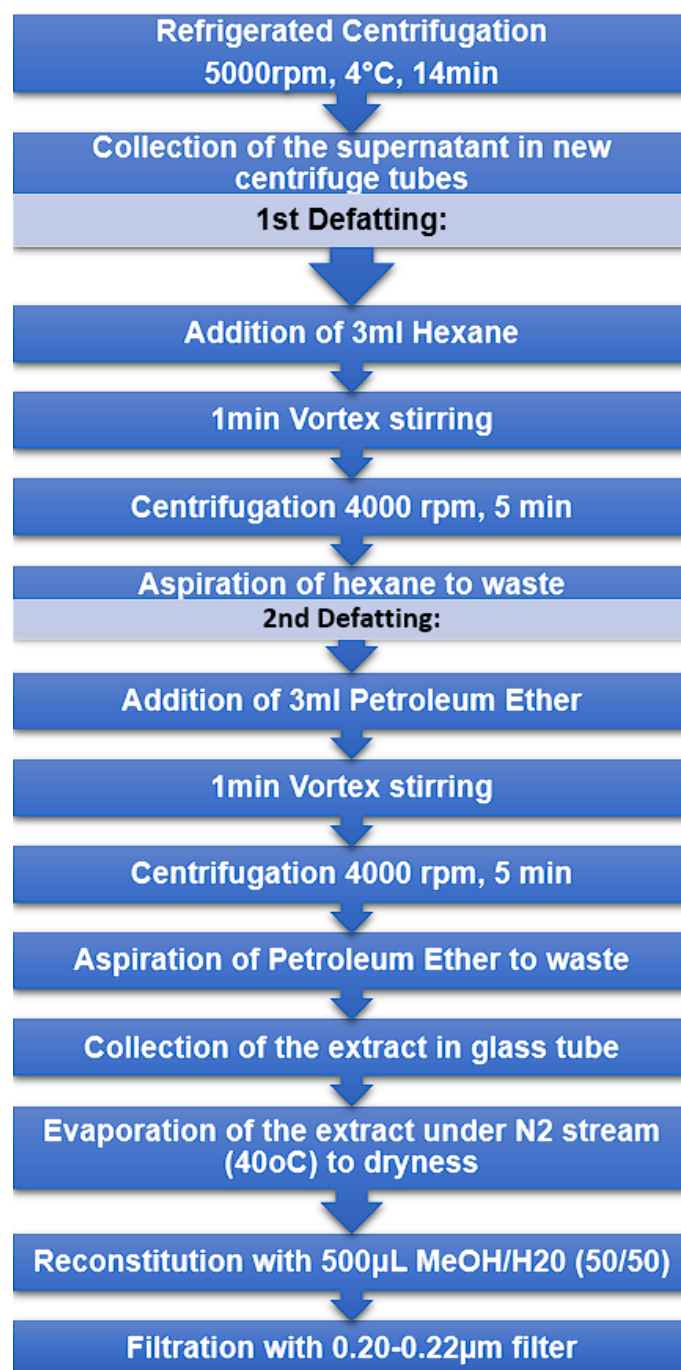 Refrigerated Centrifugation
5000rpm, 4°C, 14min
Collection of the supernatant in new
centrifuge tubes
1st Defatting:
Addition of 3ml Hexane
1min Vortex stirring
Centrifugation 4000 rpm, 5 min
Aspiration of hexane to waste
2nd Defatting:
Addition of 3ml Petroleum Ether
1min Vortex stirring
Centrifugation 4000 rpm, 5 min
Aspiration of Petroleum Ether to waste
Collection of the extract in glass tube
Evaporation of the extract under N2 stream
(40oC) to dryness
Reconstitution with 500µL MeOH/H20 (50/50)
Filtration with 0.20-0.22µm filter